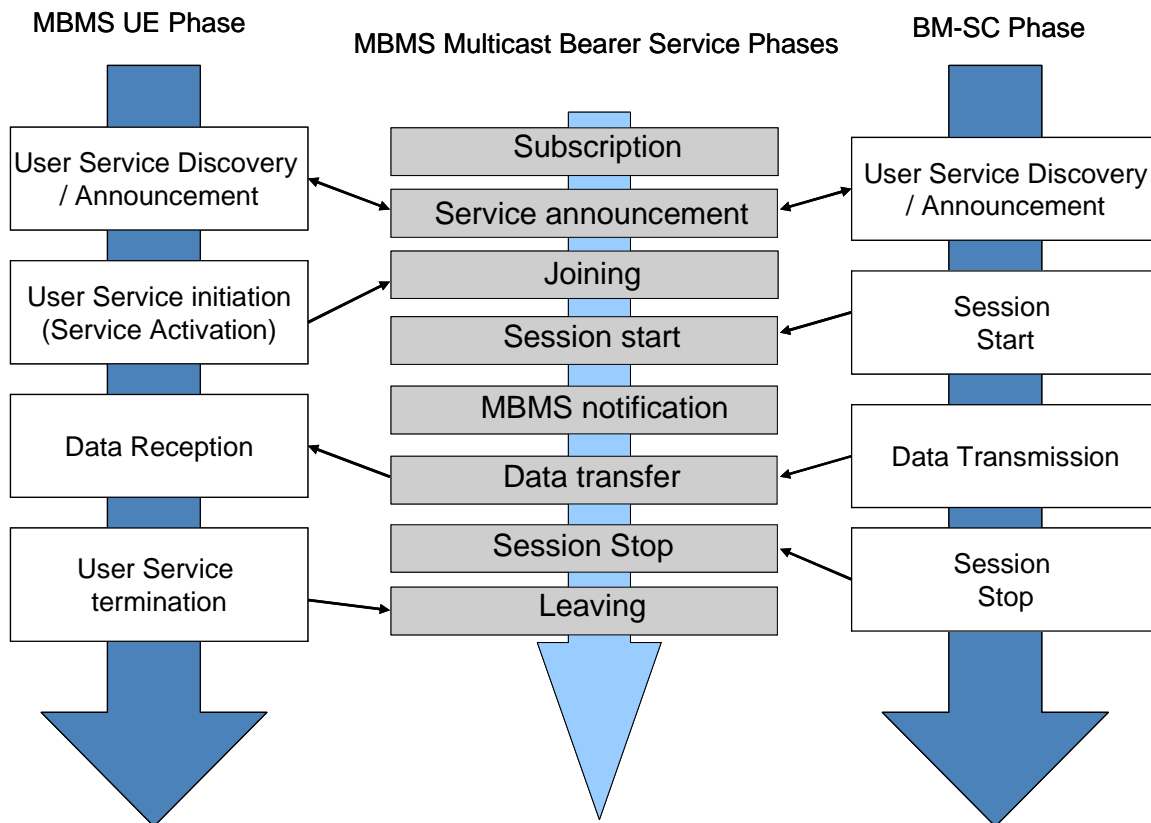 MBMS UE Phase
MBMS Multicast Bearer Service Phases
BM-SC Phase
User Service Discovery
/ Announcement
User Service initiation
(Service Activation)
Data Reception
User Service
termination
Subscription
Service announcement
Joining
Session start
MBMS notification
Data transfer
Session Stop
Leaving
User Service Discovery
/ Announcement
Session
Start
Data Transmission
Session
Stop